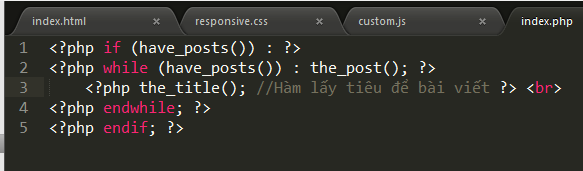 index.html × responsive.css × custom.js × index.php
1 <?php if (have_posts()) : ?>
2 <?php while (have_posts()) : the_post(); ?>
3 <?php the_title(); //Hàm lấy tiêu để bài viết ?> <br>
4 <?php endwhile; ?>
5 <?php endif; ?>